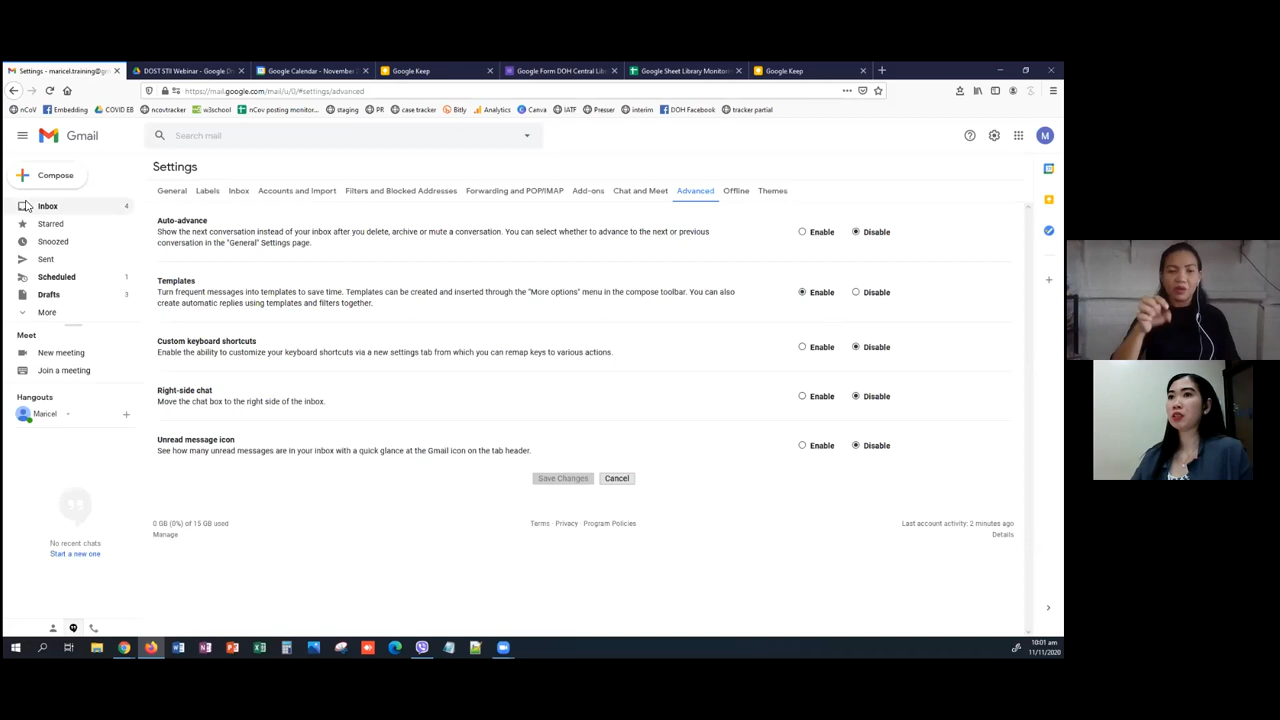 Settings - maricel.training@g
DOST STII Webinar - Google D
Google Calendar - November
Google Keep
Google Form DOH Central Lib
Google Sheet Library Monitori
Google Keep
https://mail.google.com/mail/u/0/#settings/advanced
nCoV
Embedding
COVID EB
ncovtracker
w3school
nCov posting monitor...
staging
PR
case tracker
Bitly
Analytics
Canva
IATF
Presser
interim
DOH Facebook
tracker partial
Gmail
Search mail
M
Compose
Settings
General
Labels
Inbox
Accounts and Import
Filters and Blocked Addresses
Forwarding and POP/IMAP
Add-ons
Chat and Meet
Advanced
Offline
Themes
Inbox 4
Starred
Snoozed
Sent
Scheduled 1
Drafts 3
More
Meet
New meeting
Join a meeting
Hangouts
Maricel
No recent chats
Start a new one
Auto-advance
Show the next conversation instead of your inbox after you delete, archive or mute a conversation. You can select whether to advance to the next or previous
conversation in the "General" Settings page.
Enable Disable
Templates
Turn frequent messages into templates to save time. Templates can be created and inserted through the "More options" menu in the compose toolbar. You can also
create automatic replies using templates and filters together.
Enable Disable
Custom keyboard shortcuts
Enable the ability to customize your keyboard shortcuts via a new settings tab from which you can remap keys to various actions.
Enable Disable
Right-side chat
Move the chat box to the right side of the inbox.
Enable Disable
Unread message icon
See how many unread messages are in your inbox with a quick glance at the Gmail icon on the tab header.
Enable Disable
Save Changes Cancel
0 GB (0%) of 15 GB used
Manage
Terms · Privacy · Program Policies
Last account activity: 2 minutes ago
Details
10:01 am
11/11/2020